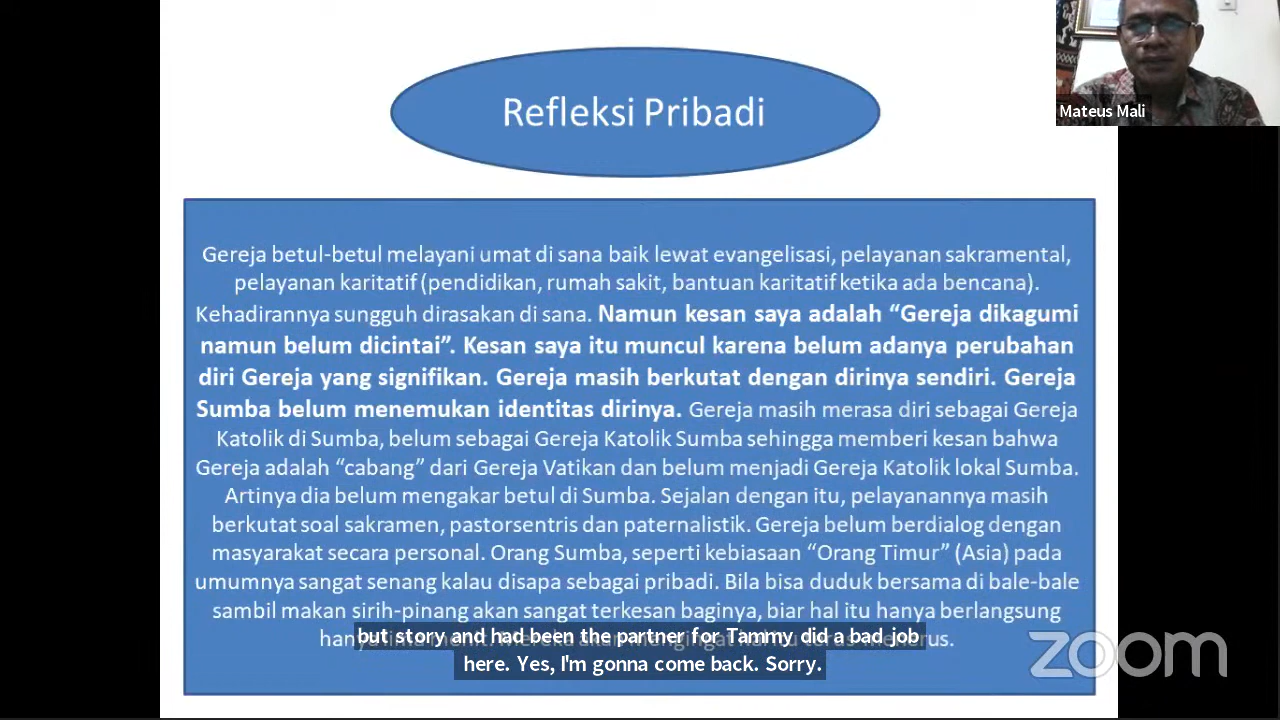 Refleksi Pribadi
Mateus Mali
Gereja betul-betul melayani umat di sana baik lewat evangelisasi, pelayanan sakramental,
pelayanan karitatif (pendidikan, rumah sakit, bantuan karitatif ketika ada bencana).
Kehadirannya sungguh dirasakan di sana. Namun kesan saya adalah “Gereja dikagumi
namun belum dicintai”. Kesan saya itu muncul karena belum adanya perubahan
diri Gereja yang signifikan. Gereja masih berkutat dengan dirinya sendiri. Gereja
Sumba belum menemukan identitas dirinya. Gereja masih merasa diri sebagai Gereja
Katolik di Sumba, belum sebagai Gereja Katolik Sumba sehingga memberi kesan bahwa
Gereja adalah “cabang” dari Gereja Vatikan dan belum menjadi Gereja Katolik lokal Sumba.
Artinya dia belum mengakar betul di Sumba. Sejalan dengan itu, pelayanannya masih
berkutat soal sakramen, pastorsentris dan paternalistik. Gereja belum berdialog dengan
masyarakat secara personal. Orang Sumba, seperti kebiasaan “Orang Timur” (Asia) pada
umumnya sangat senang kalau disapa sebagai pribadi. Bila bisa duduk bersama di bale-bale
sambil makan sirih-pinang akan sangat terkesan baginya, biar hal itu hanya berlangsung
but story and had been the partner for Tammy did a bad job
here. Yes, I'm gonna come back. Sorry.
zoom